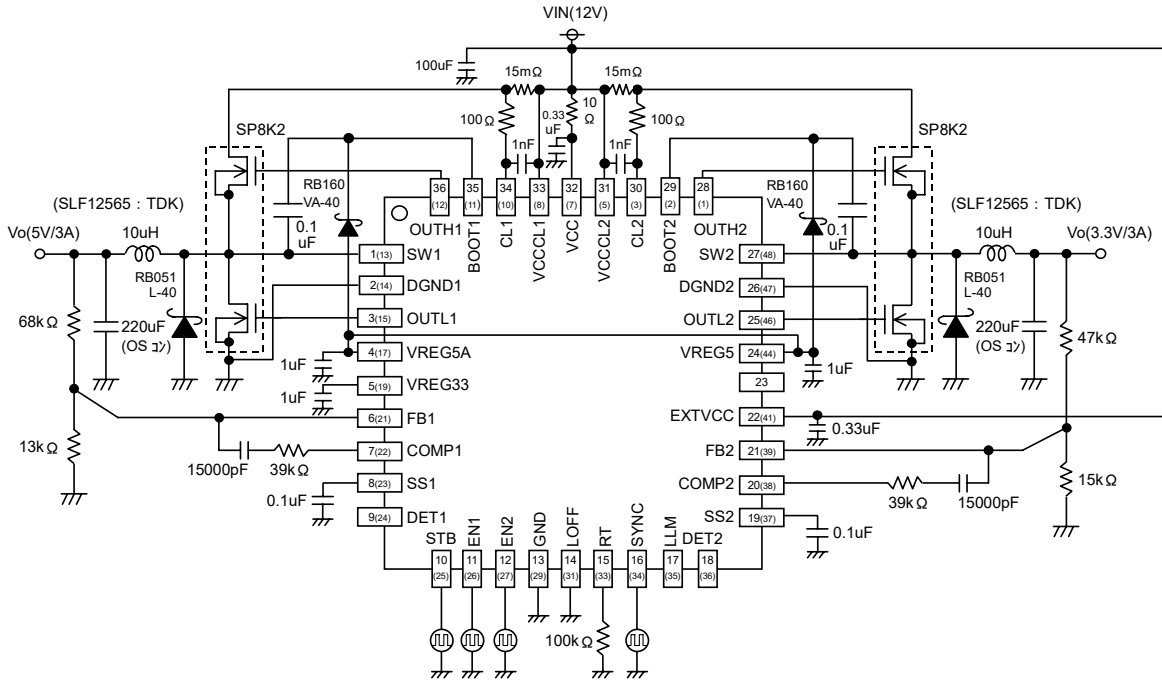 VIN(12V)
100uF
15mΩ
15mΩ
100Ω
0.33
uF
10
Ω
100Ω
SP8K2
SP8K2
1nF
1nF
RB160
VA-40
RB160
VA-40
36
(12)
35
(11)
34
(10)
33
(8)
32
(7)
31
(5)
30
(3)
29
(2)
28
(1)
OUTH1
BOOT1
CL1
VCCCL1
VCC
VCCCL2
CL2
BOOT2
OUTH2
(SLF12565 : TDK)
(SLF12565 : TDK)
Vo(5V/3A)
10uH
0.1
uF
0.1
uF
10uH
Vo(3.3V/3A)
1(13) SW1
SW2 27(48)
RB051
L-40
RB051
L-40
2(14) DGND1
DGND2 26(47)
68kΩ
220uF
(OS コン)
3(15) OUTL1
OUTL2 25(46)
220uF
(OS コン)
47kΩ
1uF
4(17) VREG5A
VREG5 24(44)
1uF
1uF
5(19) VREG33
23
6(21) FB1
EXTVCC 22(41)
0.33uF
13kΩ
15000pF
39kΩ
7(22) COMP1
FB2 21(39)
0.1uF
8(23) SS1
COMP2 20(38)
39kΩ
15000pF
15kΩ
9(24) DET1
SS2 19(37)
0.1uF
STB
EN1
EN2
GND
LOFF
RT
SYNC
LLM
DET2
10
(25)
11
(26)
12
(27)
13
(29)
14
(31)
15
(33)
16
(34)
17
(35)
18
(36)
100kΩ